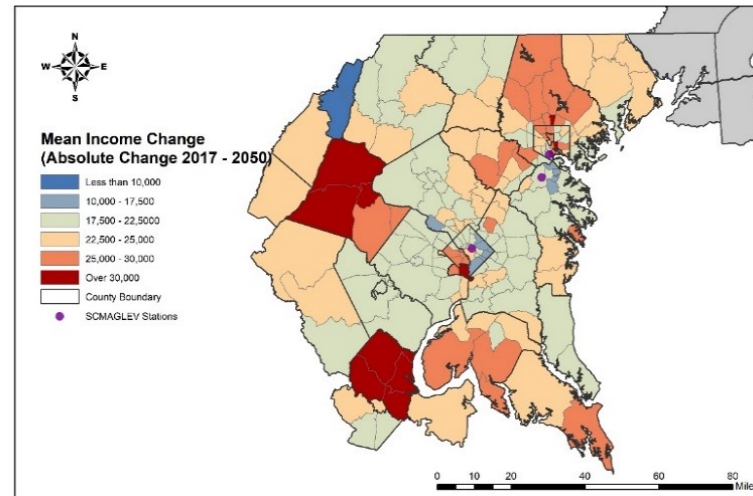 N
W E
S
Mean Income Change
(Absolute Change 2017 - 2050)
Less than 10,000
10,000 - 17,500
17,500 - 22,5000
22,500 - 25,000
25,000 - 30,000
Over 30,000
County Boundary
SCMAGLEV Stations
0 20 40 60 80
Mile